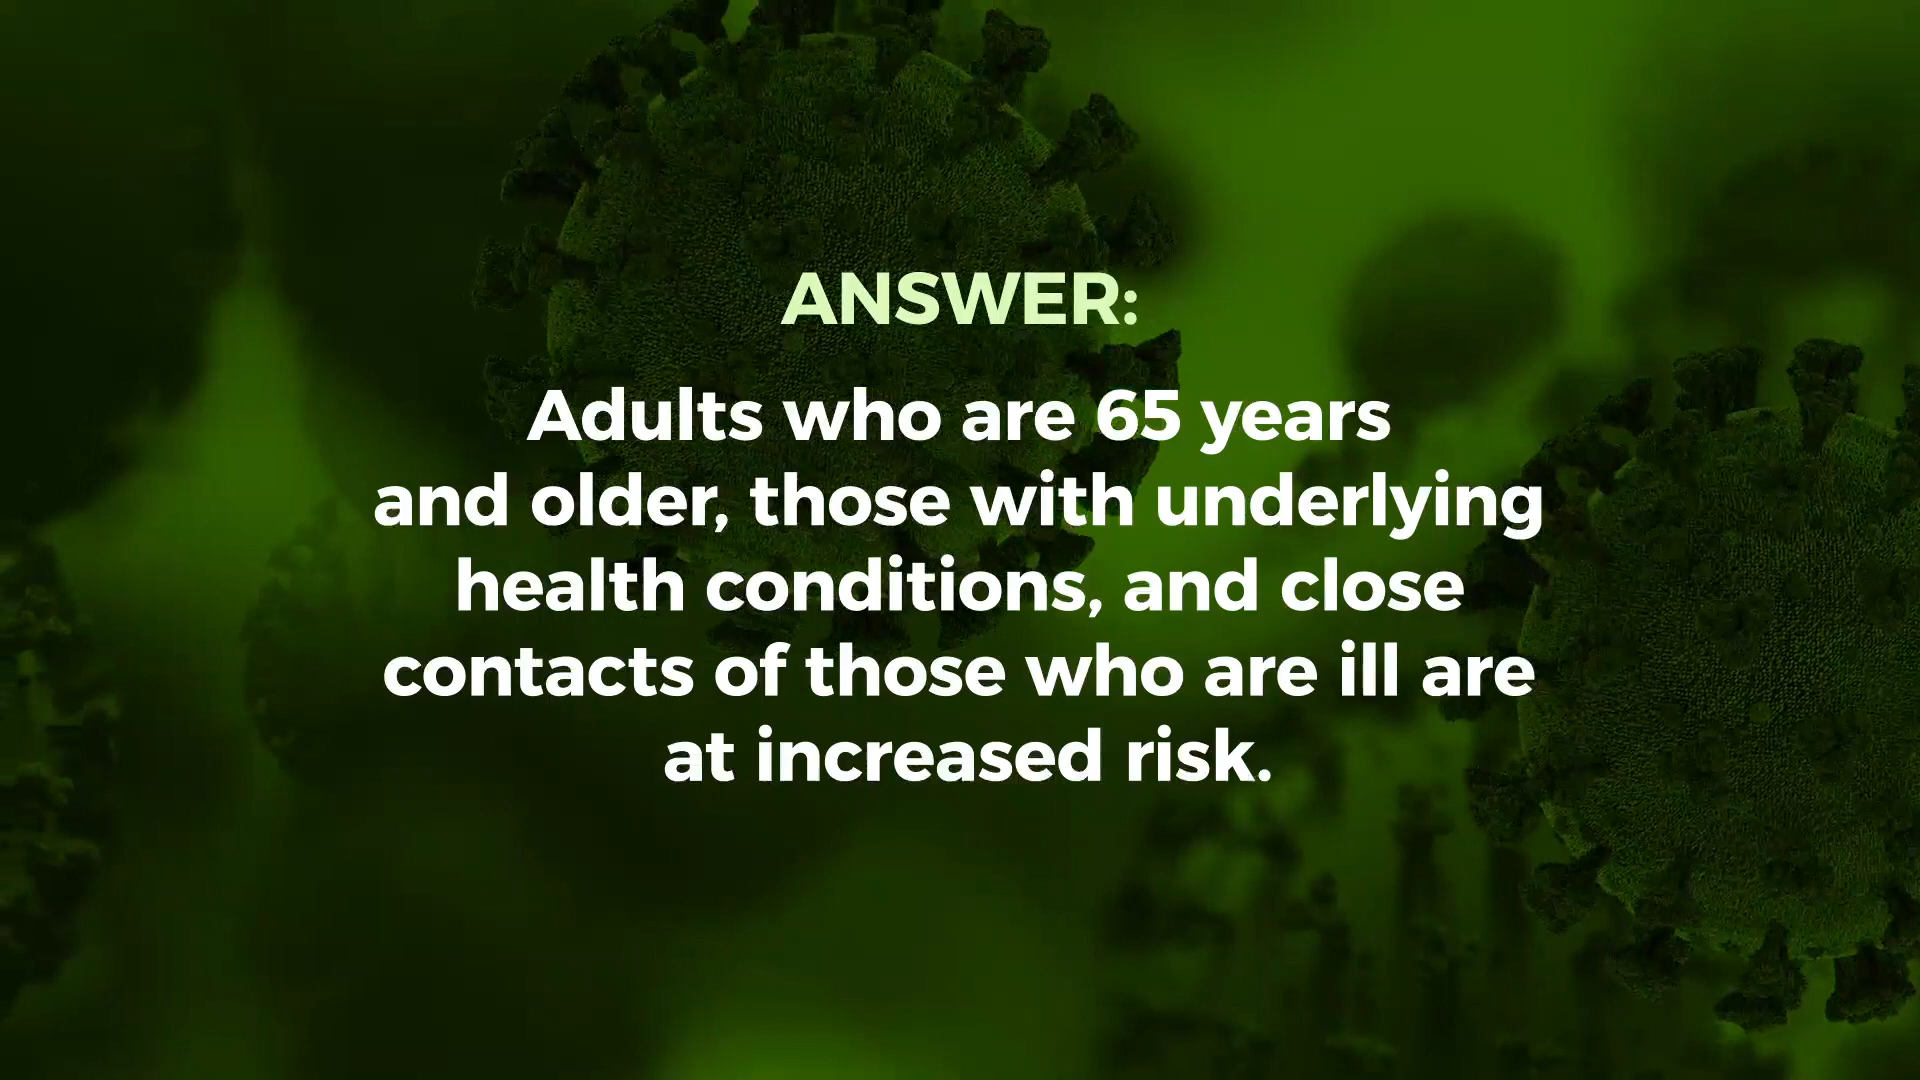 ANSWER:
Adults who are 65 years
and older, those with underlying
health conditions, and close
contacts of those who are ill are
at increased risk.